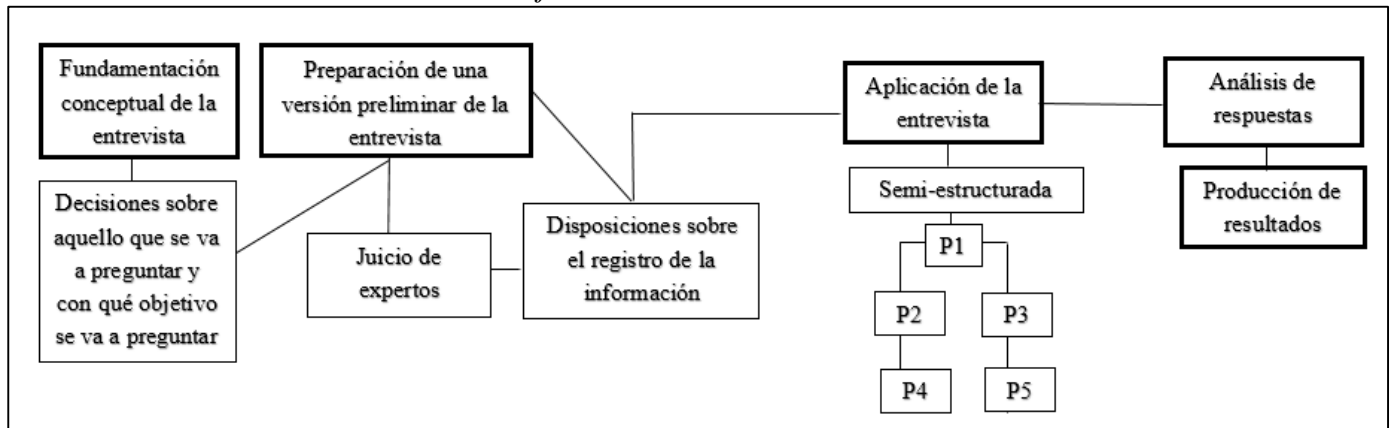 Fundamentación
conceptual de la
entrevista
Decisiones sobre
aquello que se va
a preguntar y
con qué objetivo
se va a preguntar
Preparación de una
versión preliminar de la
entrevista
Juicio de
expertos
Disposiciones sobre
el registro de la
información
Aplicación de la
entrevista
Semi-estructurada
P1
P2
P3
P4
P5
Análisis de
respuestas
Producción de
resultados